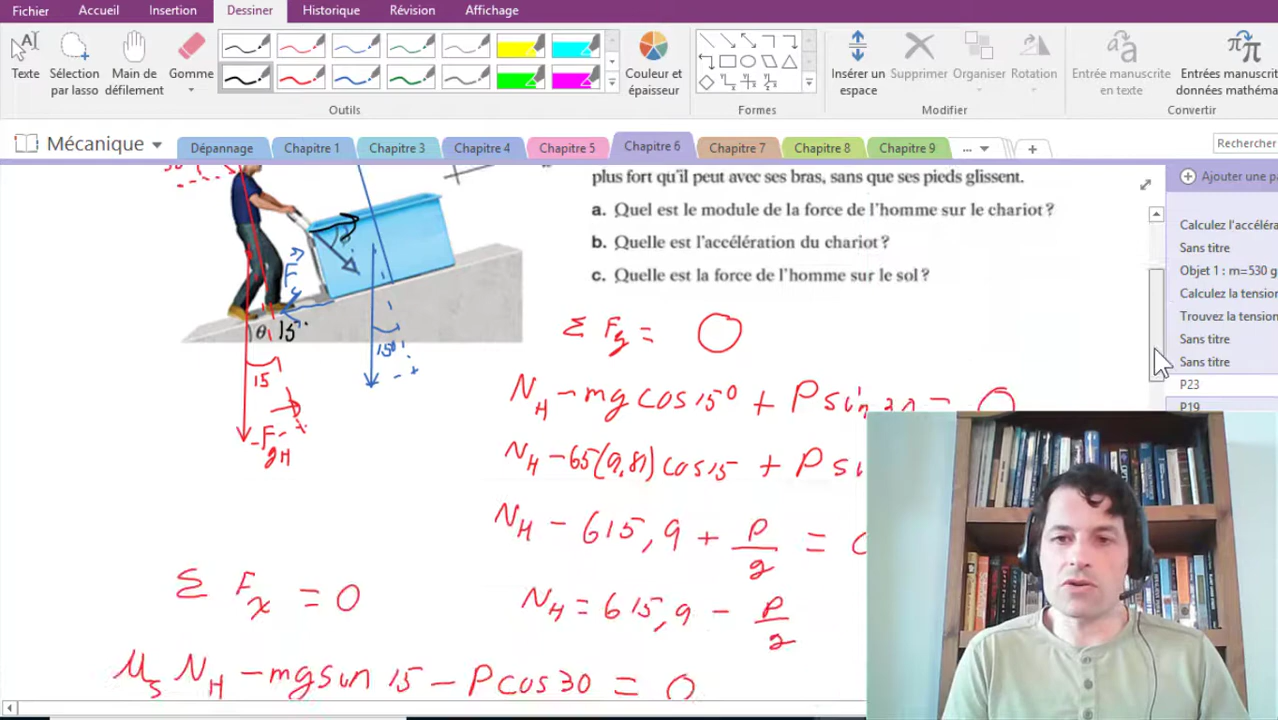 Fichier Accueil Insertion Dessiner Historique Révision Affichage
Texte
Sélection par lasso
Main de défilement
Gomme
Couleur et épaisseur
Insérer un espace
Supprimer
Organiser
Rotation
Entrée manuscrite en texte
Entrées manuscrit
données mathéma
Outils Formes Modifier Convertir
Mécanique Dépannage Chapitre 1 Chapitre 3 Chapitre 4 Chapitre 5 Chapitre 6 Chapitre 7 Chapitre 8 Chapitre 9 ...
Rechercher
Ajouter une pa
Calculez l'accéléra
Sans titre
Objet 1 : m=530 g
Calculez la tension
Trouvez la tension
Sans titre
Sans titre
P23
P19
plus fort qu'il peut avec ses bras, sans que ses pieds glissent.
a. Quel est le module de la force de l'homme sur le chariot ?
b. Quelle est l'accélération du chariot ?
c. Quelle est la force de l'homme sur le sol ?
θ 15°
15°
15
F gH
Σ Fy = 0
NH - mg cos 15° + P sin 30 = 0
NH - 65(9,81) cos 15 + P si
NH - 615,9 + P/2 = 0
NH = 615,9 - P/2
Σ Fx = 0
μs NH - mg sin 15 - P cos 30 = 0